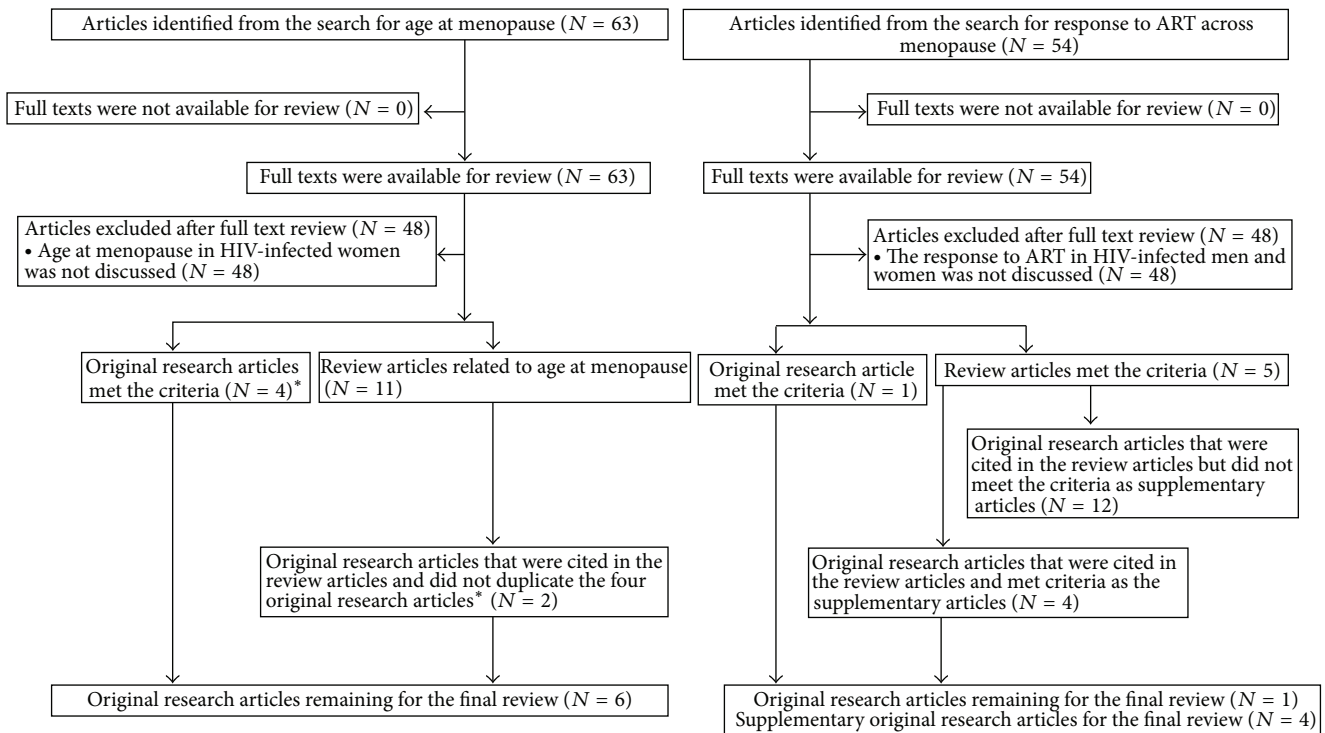 Articles identified from the search for age at menopause (N = 63)
Full texts were not available for review (N = 0)
Full texts were available for review (N = 63)
Articles excluded after full text review (N = 48)
• Age at menopause in HIV-infected women
was not discussed (N = 48)
Original research articles
met the criteria (N = 4)*
Review articles related to age at menopause
(N = 11)
Original research articles that were cited in the
review articles and did not duplicate the four
original research articles* (N = 2)
Original research articles remaining for the final review (N = 6)
Articles identified from the search for response to ART across
menopause (N = 54)
Full texts were not available for review (N = 0)
Full texts were available for review (N = 54)
Articles excluded after full text review (N = 48)
• The response to ART in HIV-infected men and
women was not discussed (N = 48)
Original research article
met the criteria (N = 1)
Review articles met the criteria (N = 5)
Original research articles that were
cited in the review articles but did not
meet the criteria as supplementary
articles (N = 12)
Original research articles that were cited in
the review articles and met criteria as the
supplementary articles (N = 4)
Original research articles remaining for the final review (N = 1)
Supplementary original research articles for the final review (N = 4)